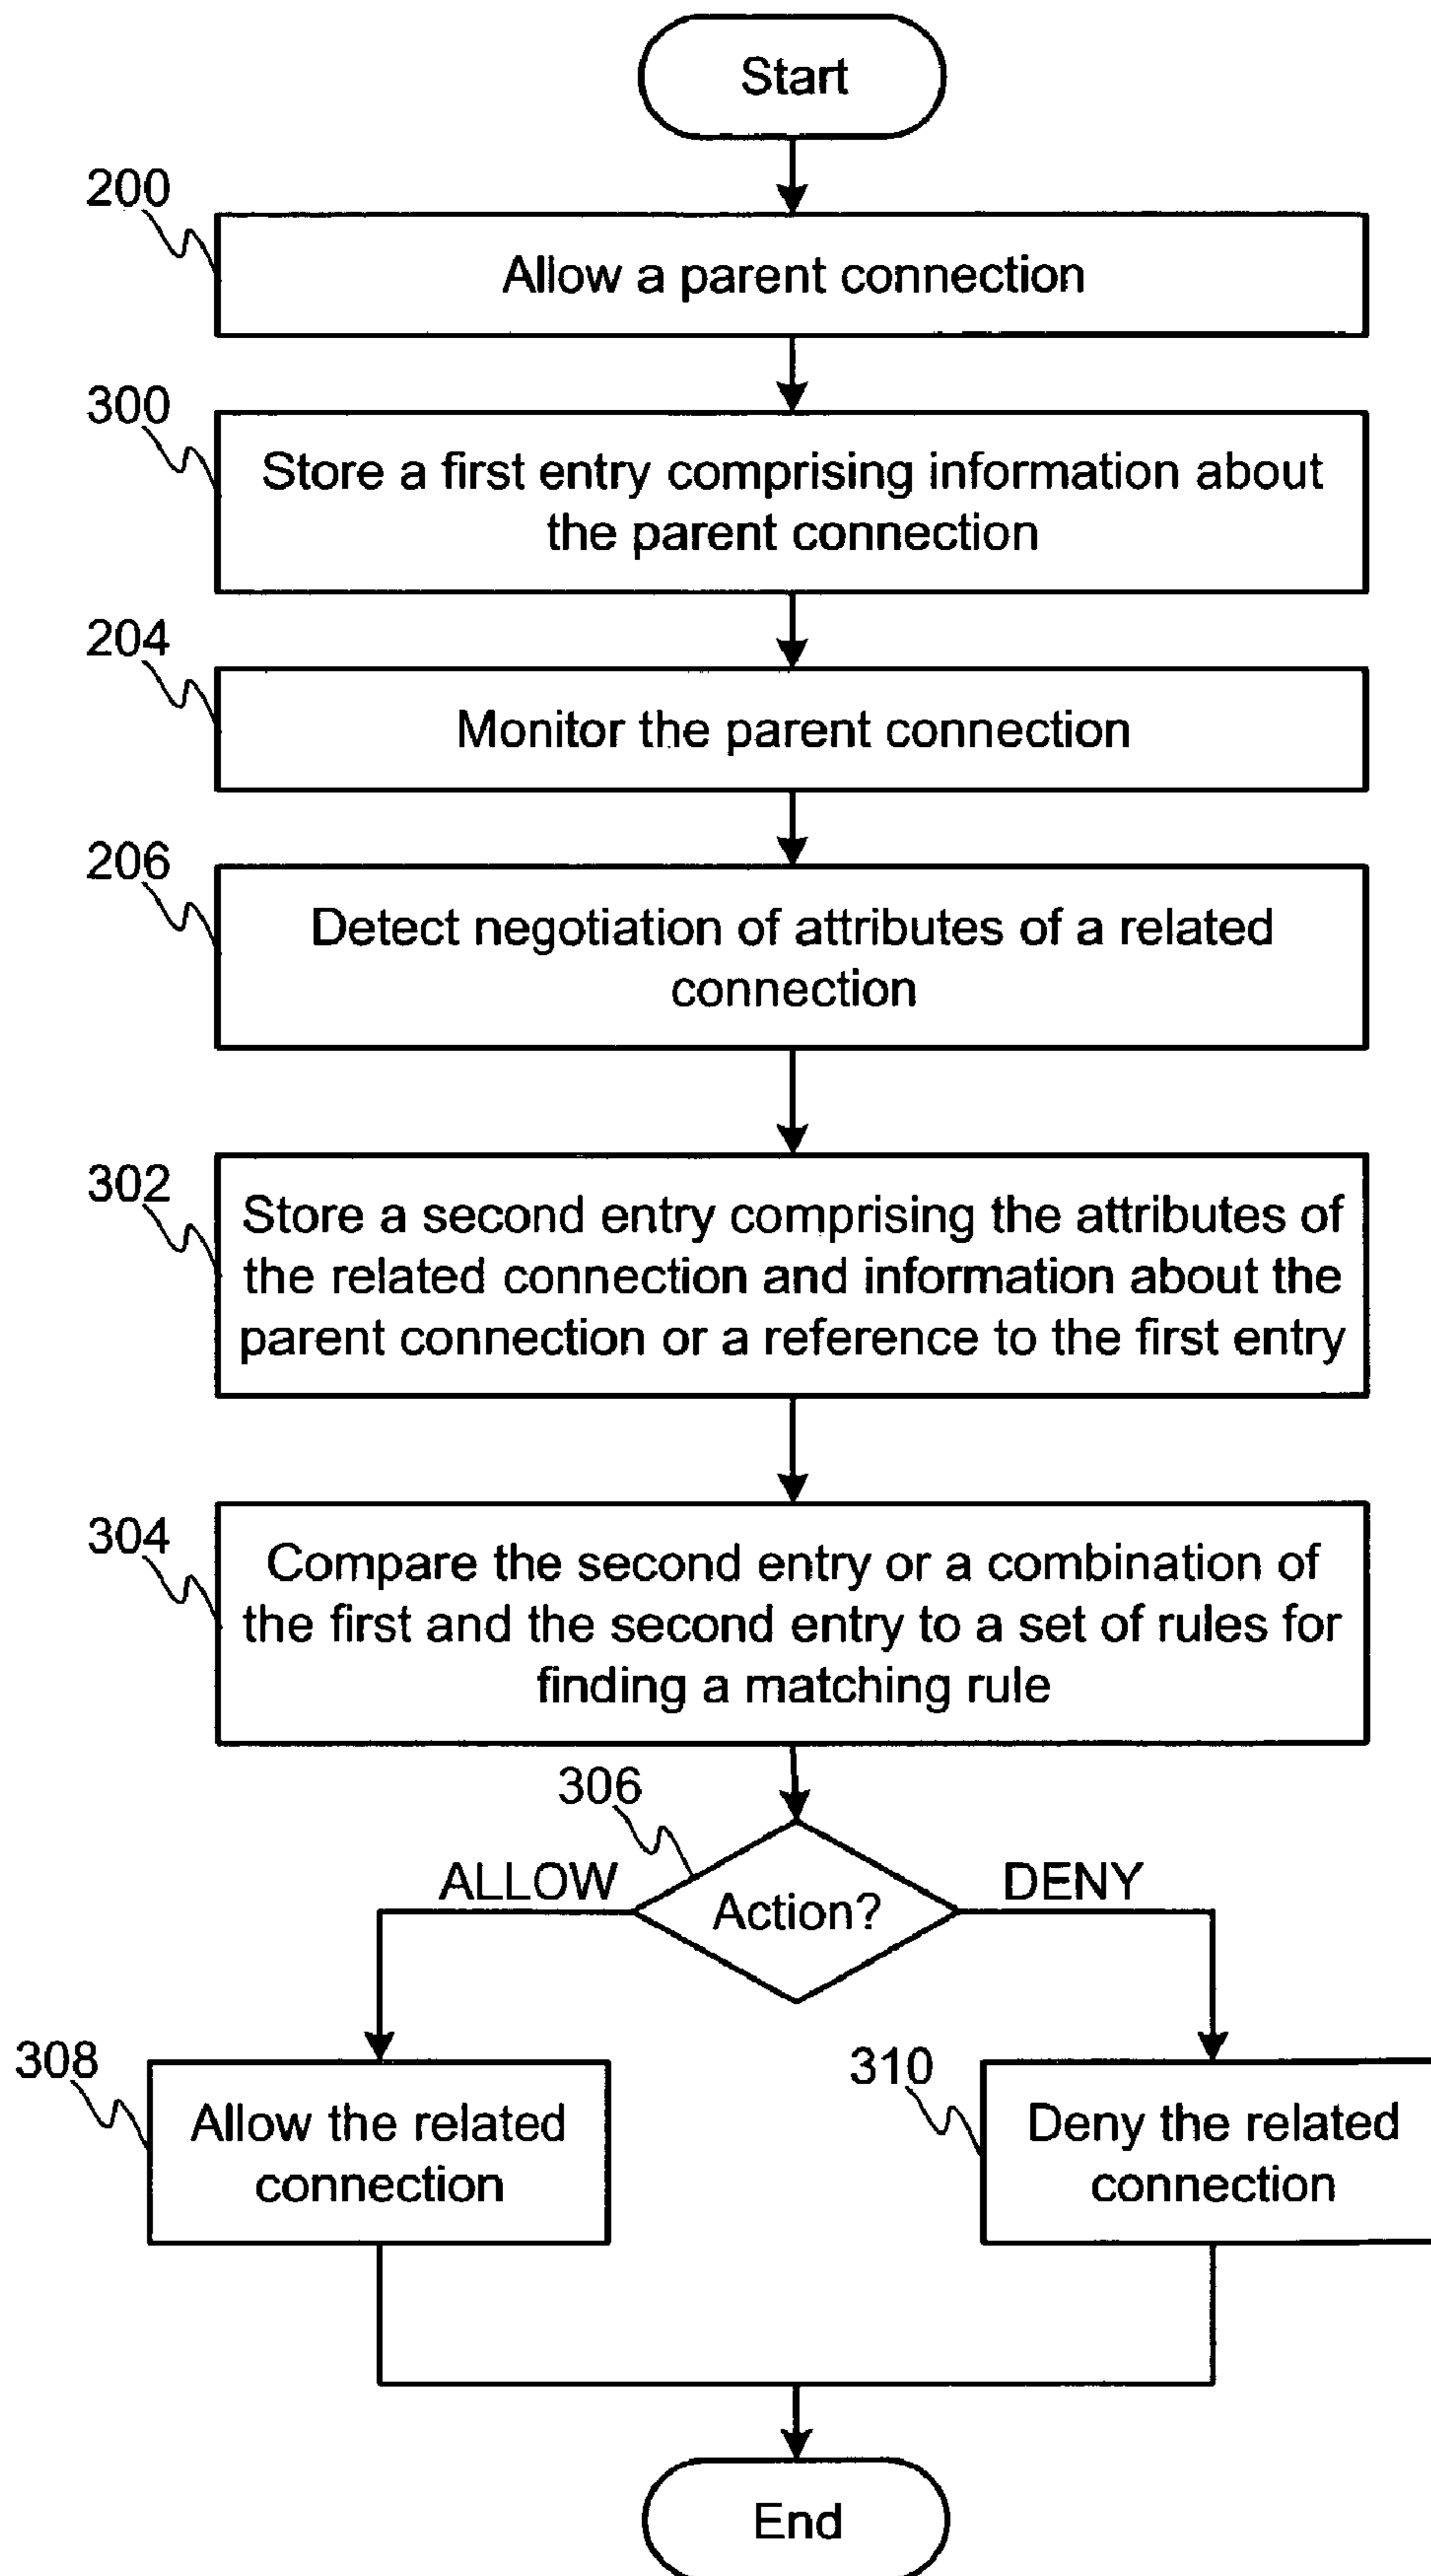 Start
200
Allow a parent connection
300
Store a first entry comprising information about
the parent connection
204
Monitor the parent connection
206
Detect negotiation of attributes of a related
connection
302
Store a second entry comprising the attributes of
the related connection and information about the
parent connection or a reference to the first entry
304
Compare the second entry or a combination of
the first and the second entry to a set of rules for
finding a matching rule
306
ALLOW
Action?
DENY
308
Allow the related
connection
310
Deny the related
connection
End